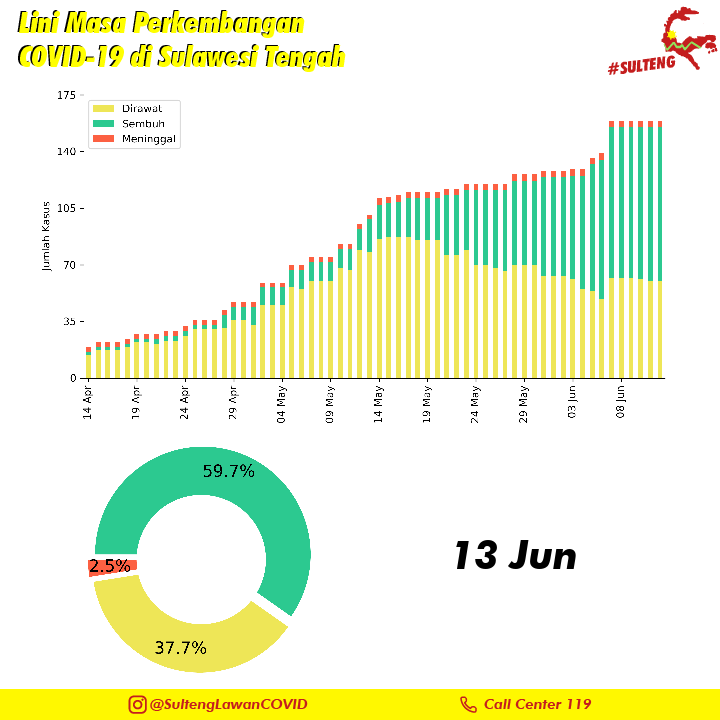 Lini Masa Perkembangan
COVID-19 di Sulawesi Tengah
#SULTENG
175
140
105
70
35
0
Jumlah Kasus
Dirawat
Sembuh
Meninggal
14 Apr
19 Apr
24 Apr
29 Apr
04 May
09 May
14 May
19 May
24 May
29 May
03 Jun
08 Jun
59.7%
2.5%
37.7%
13 Jun
@SultengLawanCOVID
Call Center 119